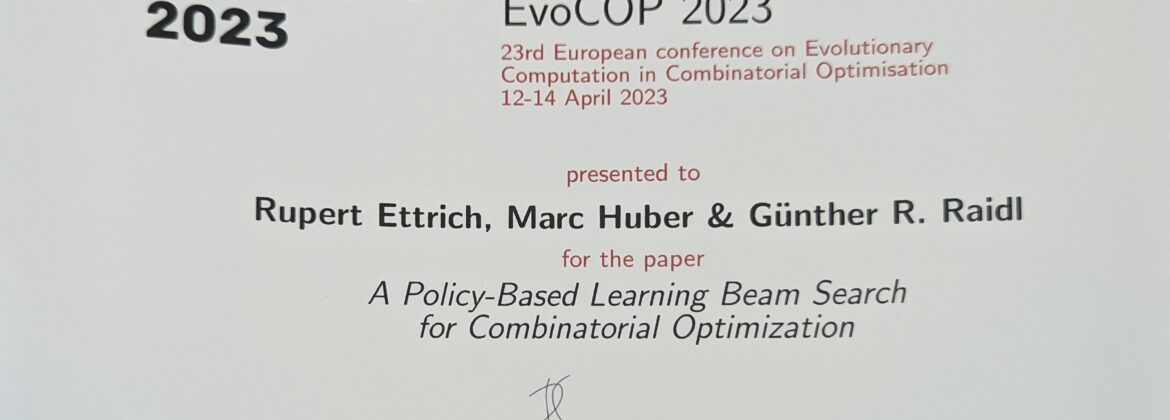 2023
EvoCOP 2023
23rd European conference on Evolutionary
Computation in Combinatorial Optimisation
12-14 April 2023
presented to
Rupert Ettrich, Marc Huber & Günther R. Raidl
for the paper
A Policy-Based Learning Beam Search
for Combinatorial Optimization